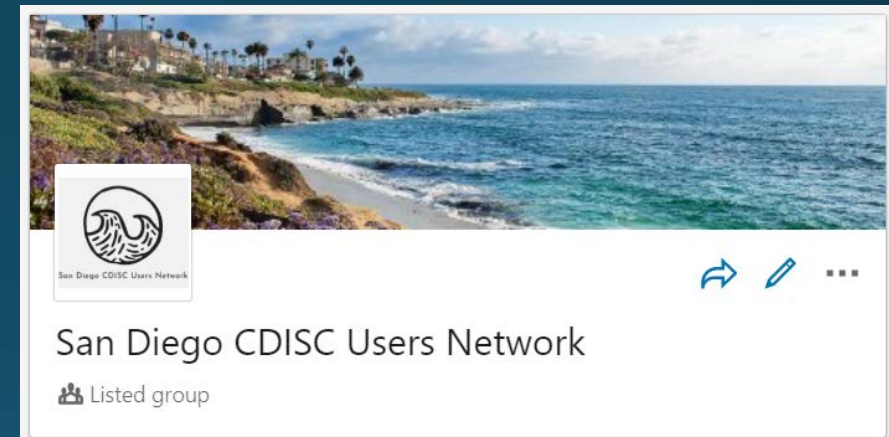 San Diego CDISC Users Network
San Diego CDISC Users Network
Listed group